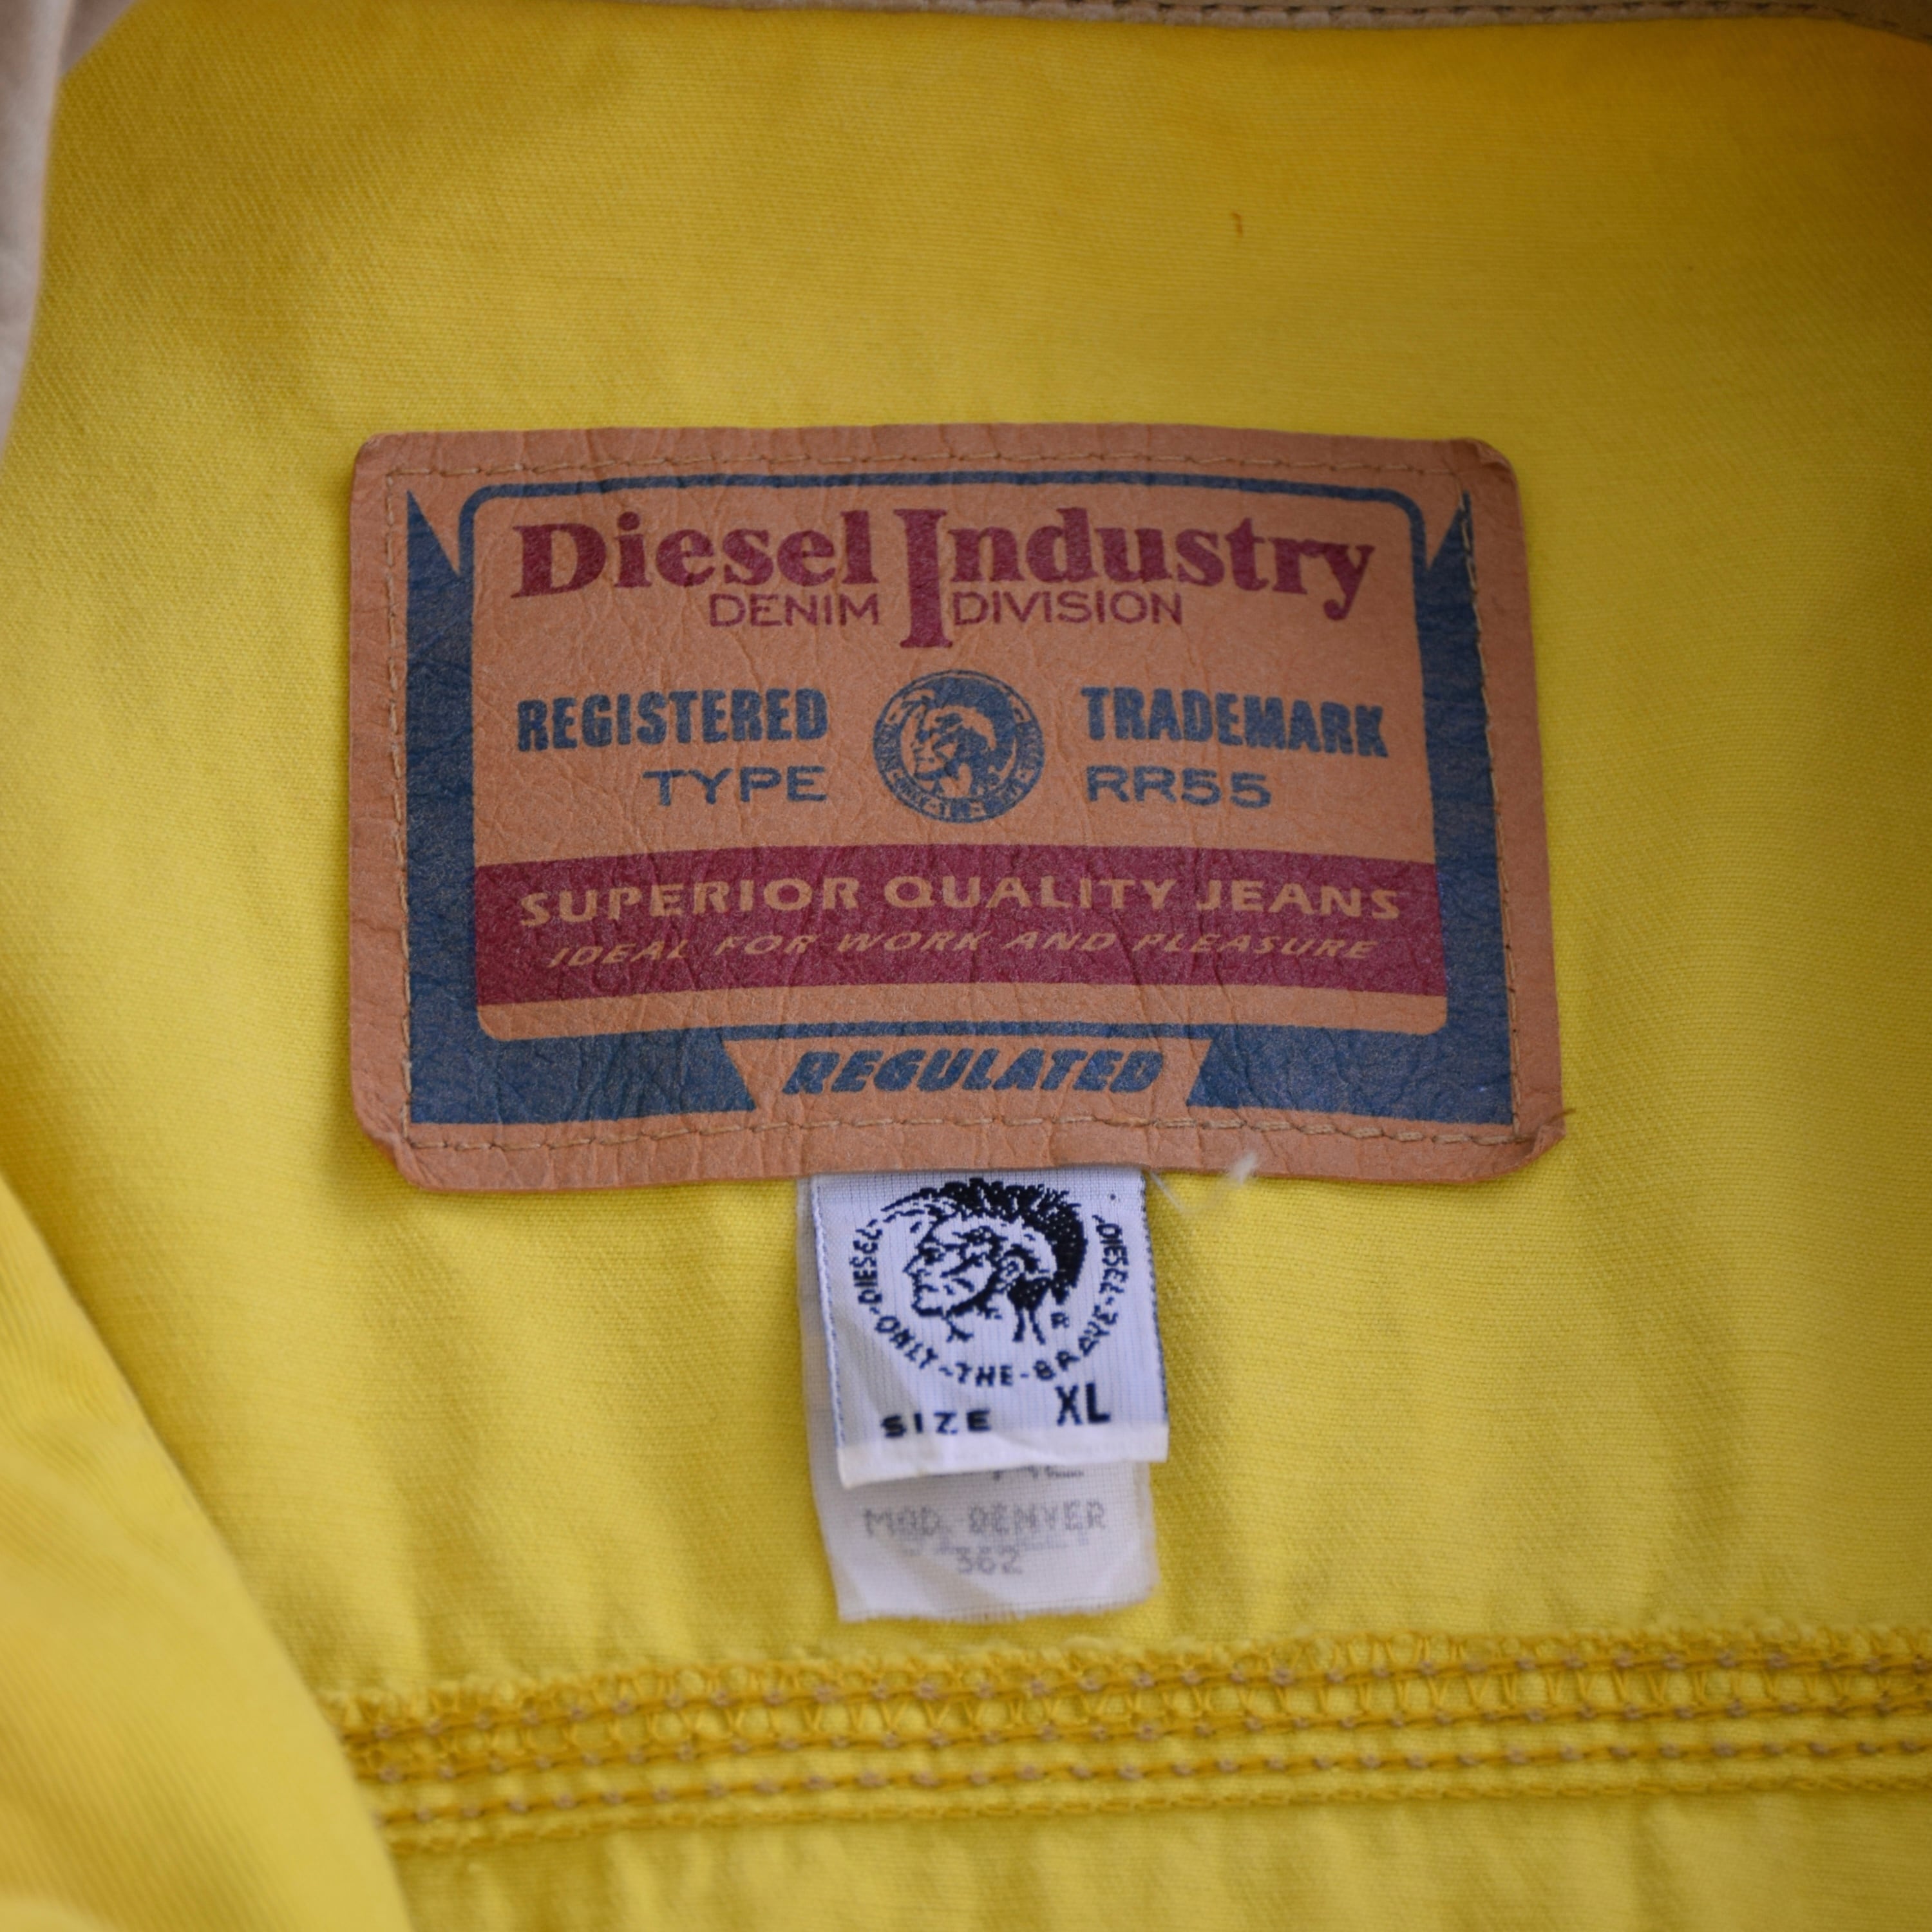 Diesel Industry
DENIM DIVISION
REGISTERED TRADEMARK
TYPE RR55
SUPERIOR QUALITY JEANS
IDEAL FOR WORK AND PLEASURE
REGULATED
DIESEL-ONLY-THE-BRAVE-DIESEL
R
SIZE XL
MOD. DENVER
362